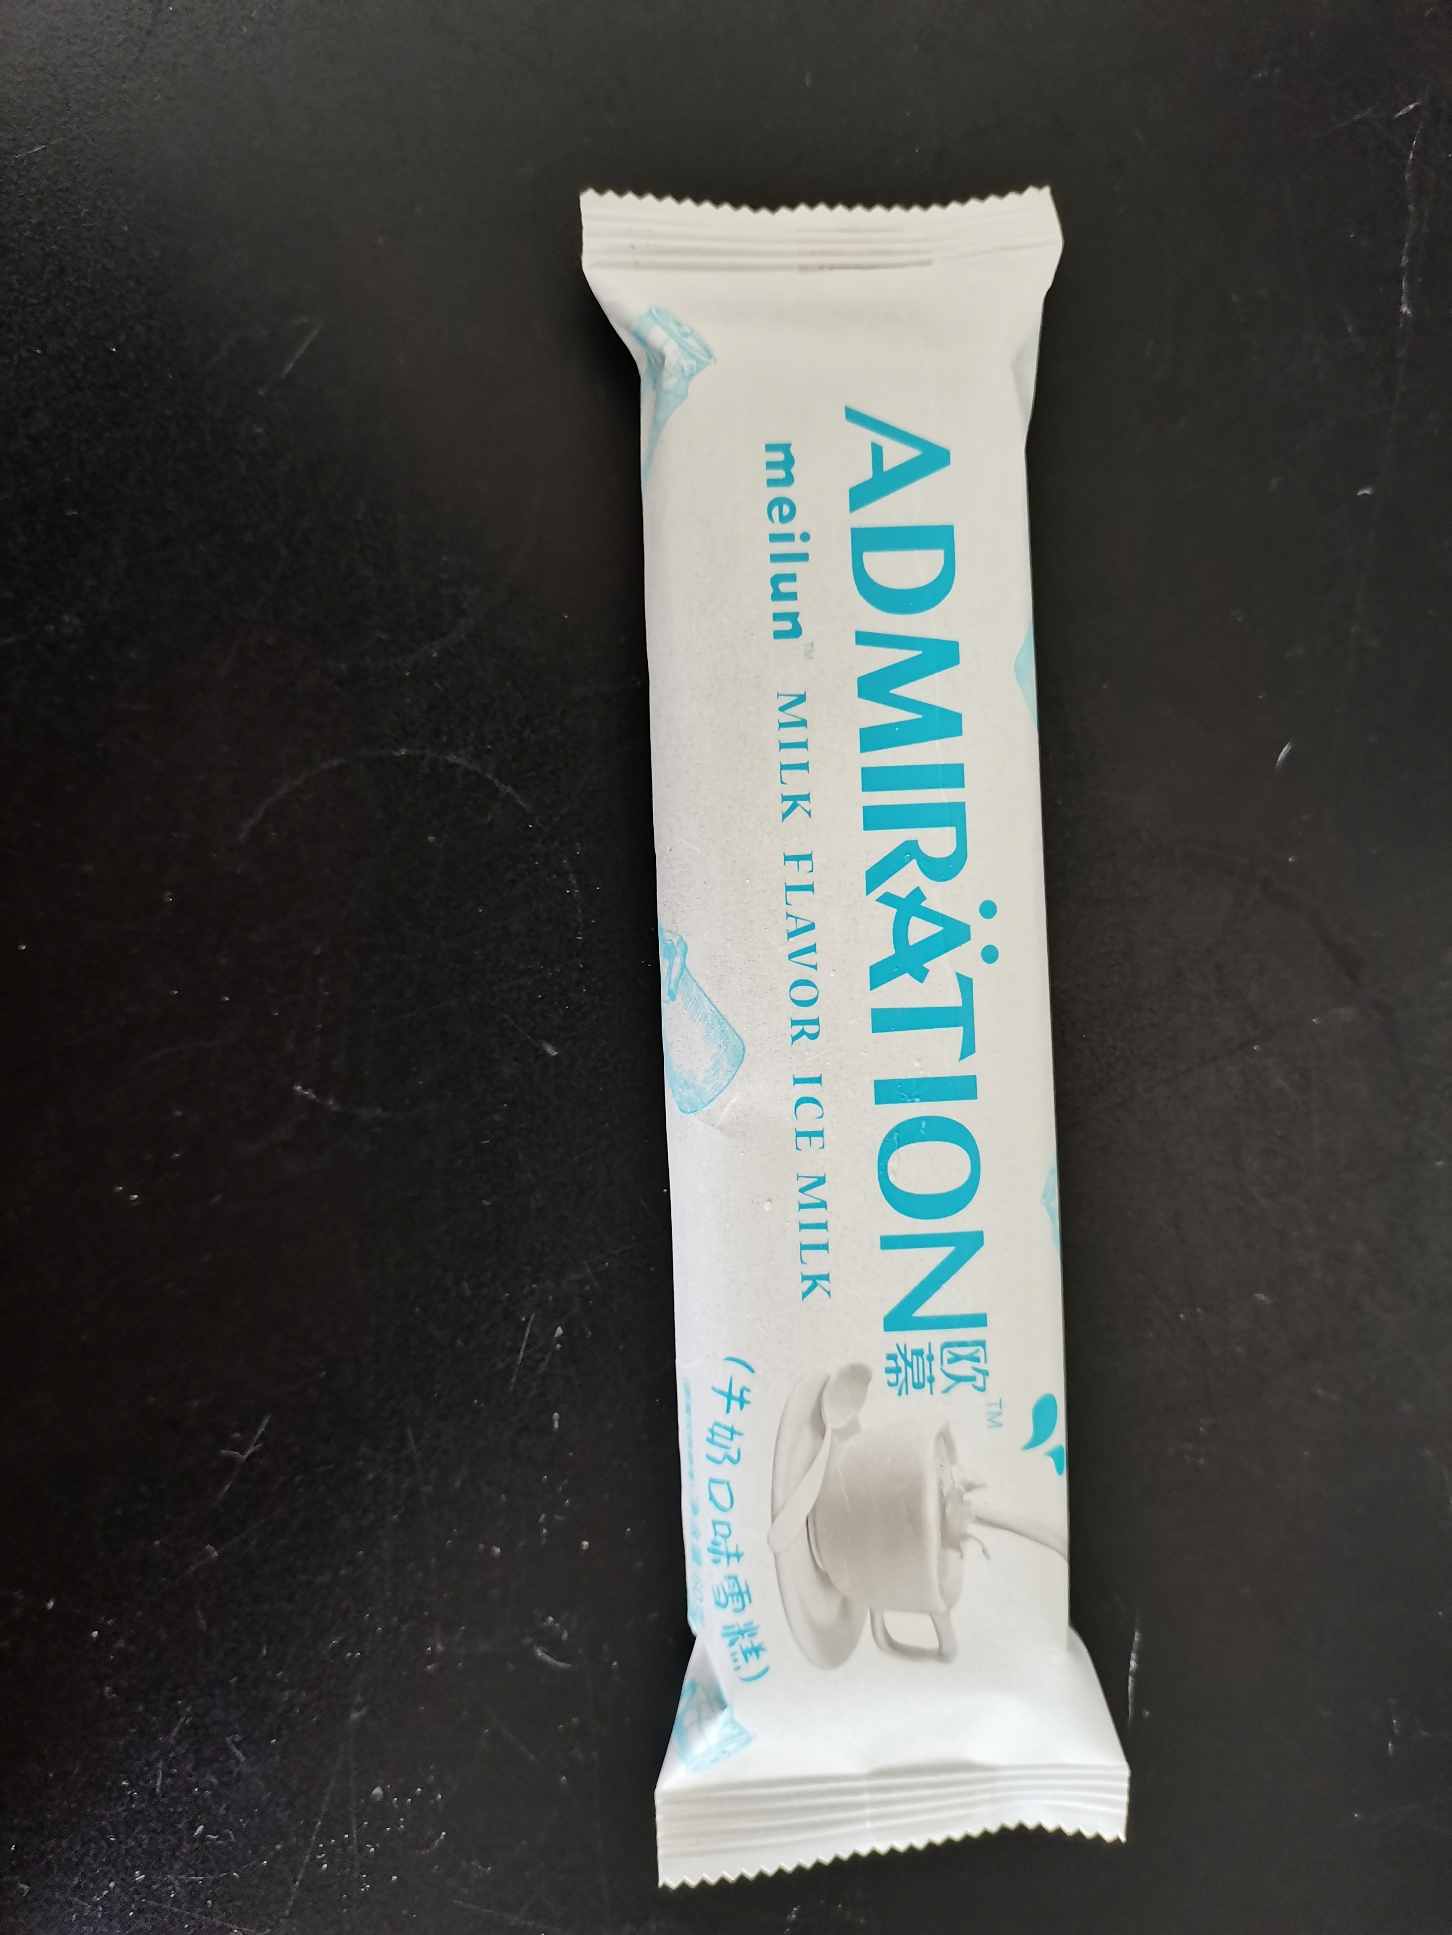 ADMIRÄTION
欧慕™
meilun™ MILK FLAVOR ICE MILK
(牛奶口味雪糕)